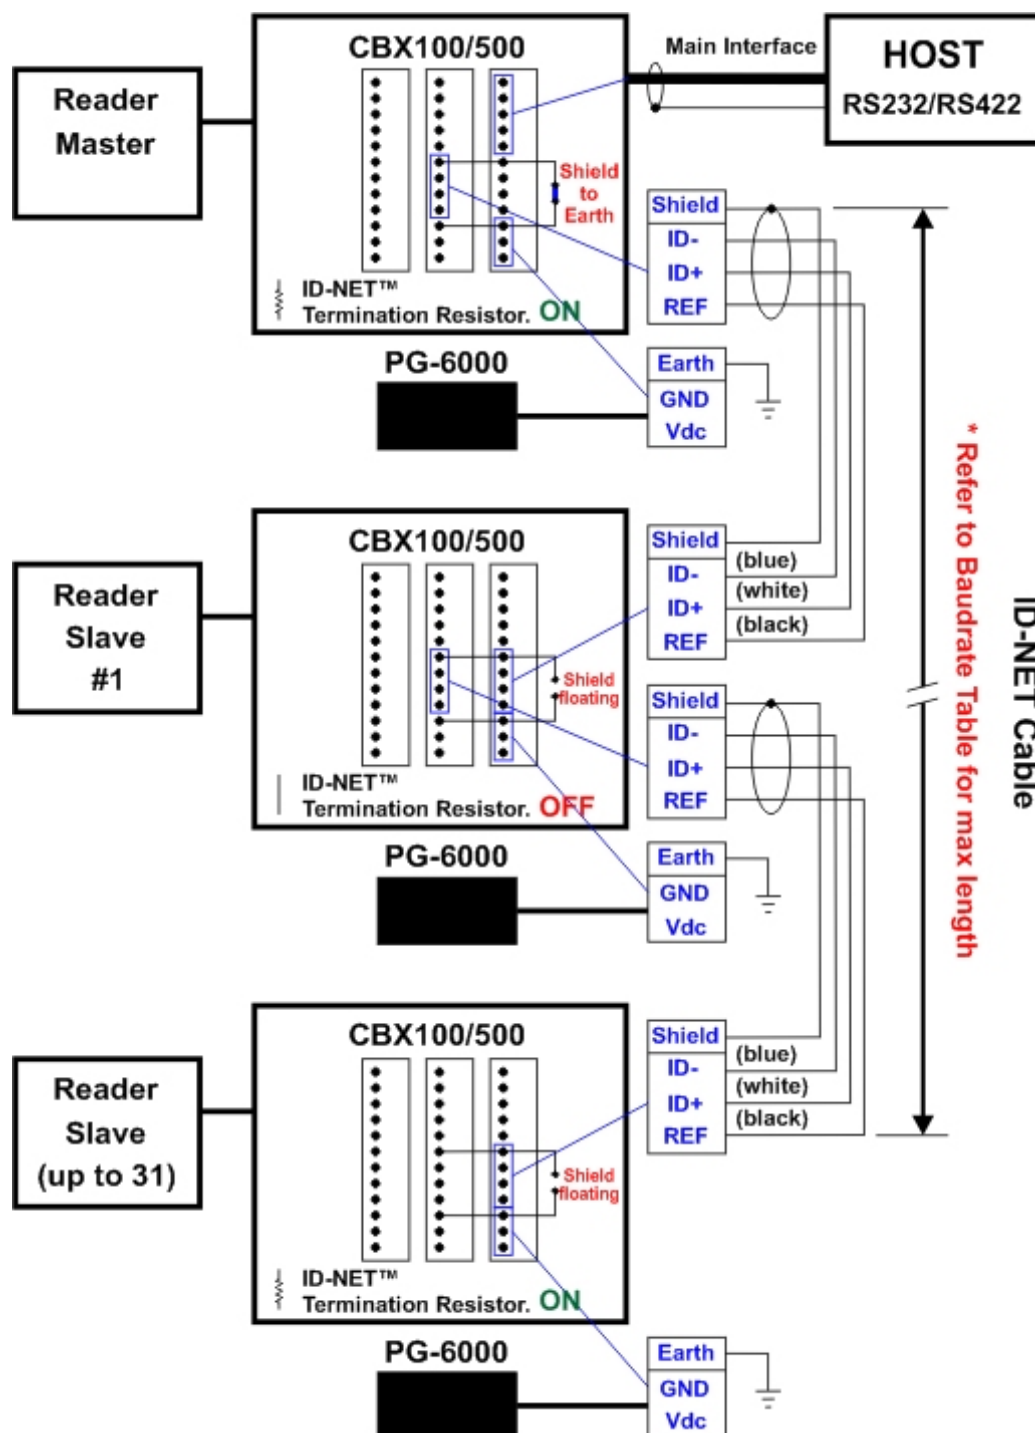 CBX100/500
Main Interface
HOST
RS232/RS422
Reader
Master
Shield
to
Earth
Shield
ID-
ID+
REF
ID-NET™
Termination Resistor. ON
PG-6000
Earth
GND
Vdc
CBX100/500
Reader
Slave
#1
Shield
floating
Shield
ID-
ID+
REF
(blue)
(white)
(black)
Shield
ID-
ID+
REF
ID-NET™
Termination Resistor. OFF
PG-6000
Earth
GND
Vdc
* Refer to Baudrate Table for max length
ID-NET Cable
CBX100/500
Reader
Slave
(up to 31)
Shield
floating
Shield
ID-
ID+
REF
(blue)
(white)
(black)
ID-NET™
Termination Resistor. ON
PG-6000
Earth
GND
Vdc